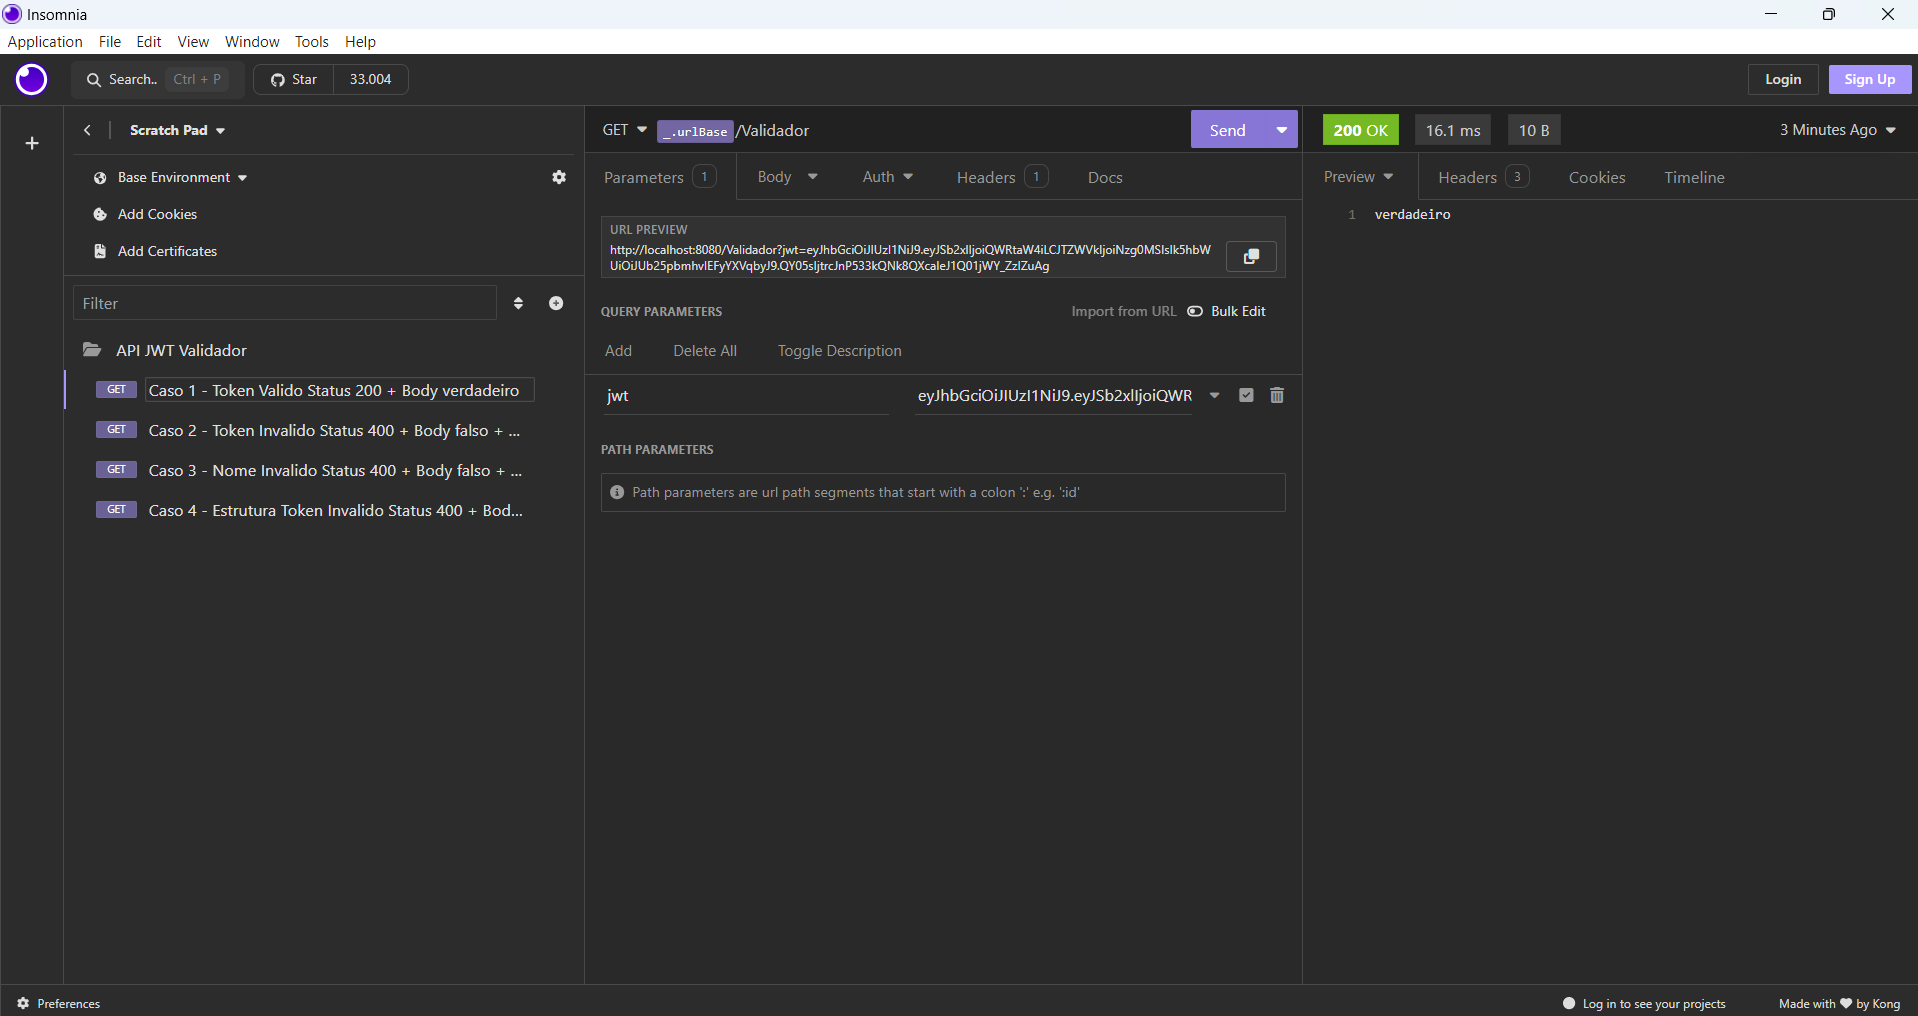 Insomnia
Application File Edit View Window Tools Help
Search.. Ctrl + P Star 33.004 Login Sign Up
Scratch Pad
Base Environment
Add Cookies
Add Certificates
Filter
API JWT Validador
GET Caso 1 - Token Valido Status 200 + Body verdadeiro
GET Caso 2 - Token Invalido Status 400 + Body falso + ...
GET Caso 3 - Nome Invalido Status 400 + Body falso + ...
GET Caso 4 - Estrutura Token Invalido Status 400 + Bod...
GET _.urlBase /Validador Send
Parameters 1 Body Auth Headers 1 Docs
URL PREVIEW
http://localhost:8080/Validador?jwt=eyJhbGciOiJIUzI1NiJ9.eyJSb2xlIjoiQWRtaW4iLCJTZWVkIjoiNzg0MSIsIk5hbW
UiOiJUb25pbmhvIEFyYXVqbyJ9.QY05sIjtrcJnP533kQNk8QXcaleJ1Q01jWY_ZzIZuAg
QUERY PARAMETERS Import from URL Bulk Edit
Add Delete All Toggle Description
jwt eyJhbGciOiJIUzI1NiJ9.eyJSb2xlIjoiQWR
PATH PARAMETERS
Path parameters are url path segments that start with a colon ':' e.g. ':id'
200 OK 16.1 ms 10 B 3 Minutes Ago
Preview Headers 3 Cookies Timeline
1 verdadeiro
Preferences
Log in to see your projects Made with by Kong